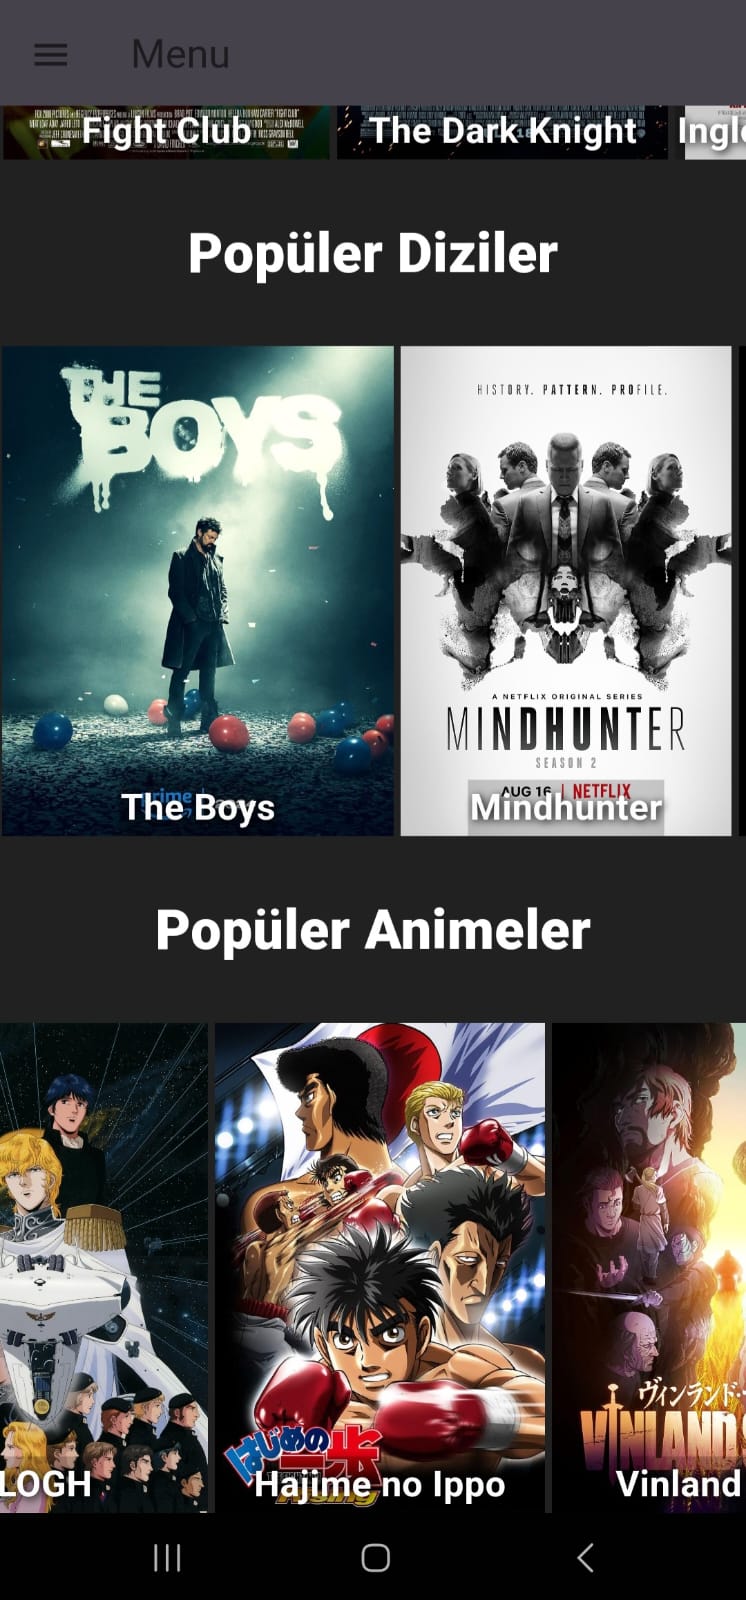 Menu
Fight Club
The Dark Knight
Popüler Diziler
THE
BOYS
prime
The Boys
HISTORY. PATTERN. PROFILE.
A NETFLIX ORIGINAL SERIES
MINDHUNTER
SEASON 2
AUG 16 | NETFLIX
Mindhunter
Popüler Animeler
LOGH
はじめの一歩
Rising
Hajime no Ippo
ヴィンランド・
VINLAND
Vinland